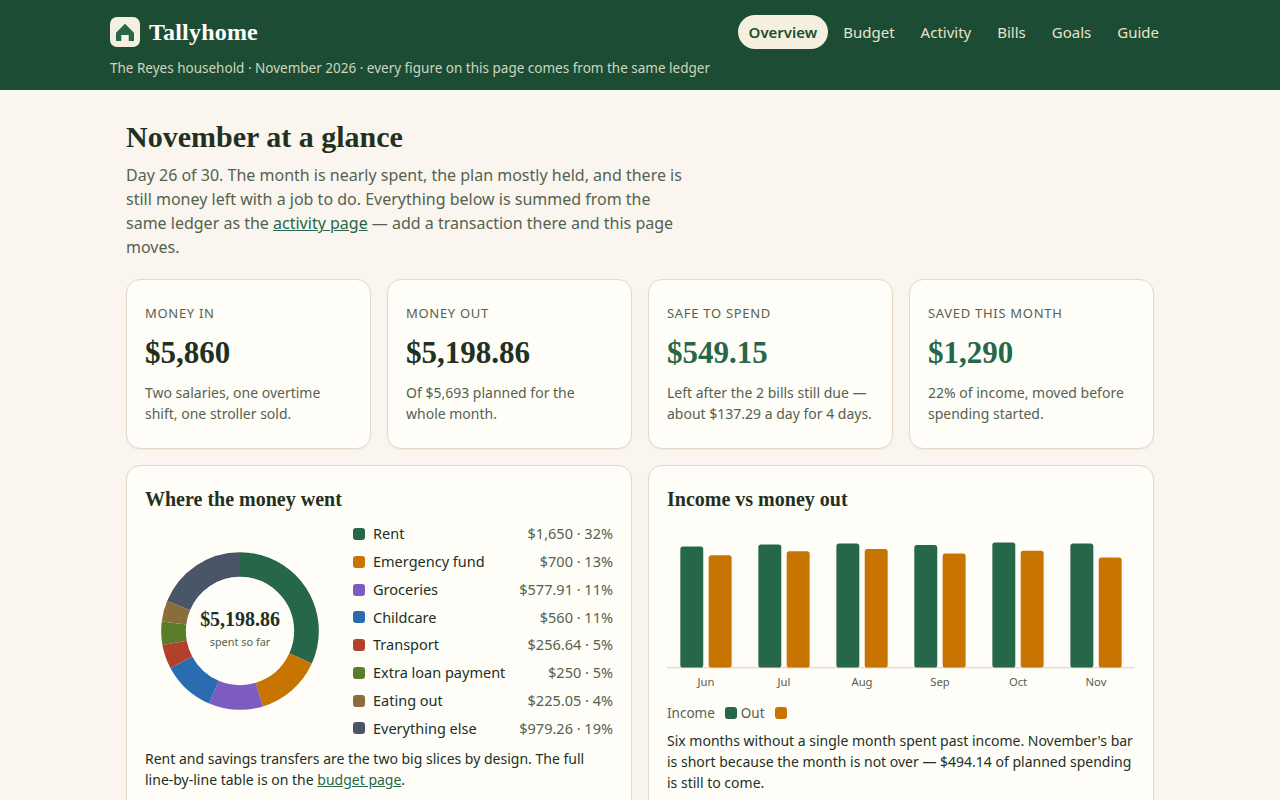 Tallyhome
Overview
Budget
Activity
Bills
Goals
Guide
The Reyes household · November 2026 · every figure on this page comes from the same ledger
November at a glance
Day 26 of 30. The month is nearly spent, the plan mostly held, and there is
still money left with a job to do. Everything below is summed from the
same ledger as the activity page — add a transaction there and this page
moves.
MONEY IN
$5,860
Two salaries, one overtime
shift, one stroller sold.
MONEY OUT
$5,198.86
Of $5,693 planned for the
whole month.
SAFE TO SPEND
$549.15
Left after the 2 bills still due —
about $137.29 a day for 4 days.
SAVED THIS MONTH
$1,290
22% of income, moved before
spending started.
Where the money went
$5,198.86
spent so far
Rent $1,650 · 32%
Emergency fund $700 · 13%
Groceries $577.91 · 11%
Childcare $560 · 11%
Transport $256.64 · 5%
Extra loan payment $250 · 5%
Eating out $225.05 · 4%
Everything else $979.26 · 19%
Rent and savings transfers are the two big slices by design. The full
line-by-line table is on the budget page.
Income vs money out
Jun Jul Aug Sep Oct Nov
Income Out
Six months without a single month spent past income. November's bar
is short because the month is not over — $494.14 of planned spending
is still to come.